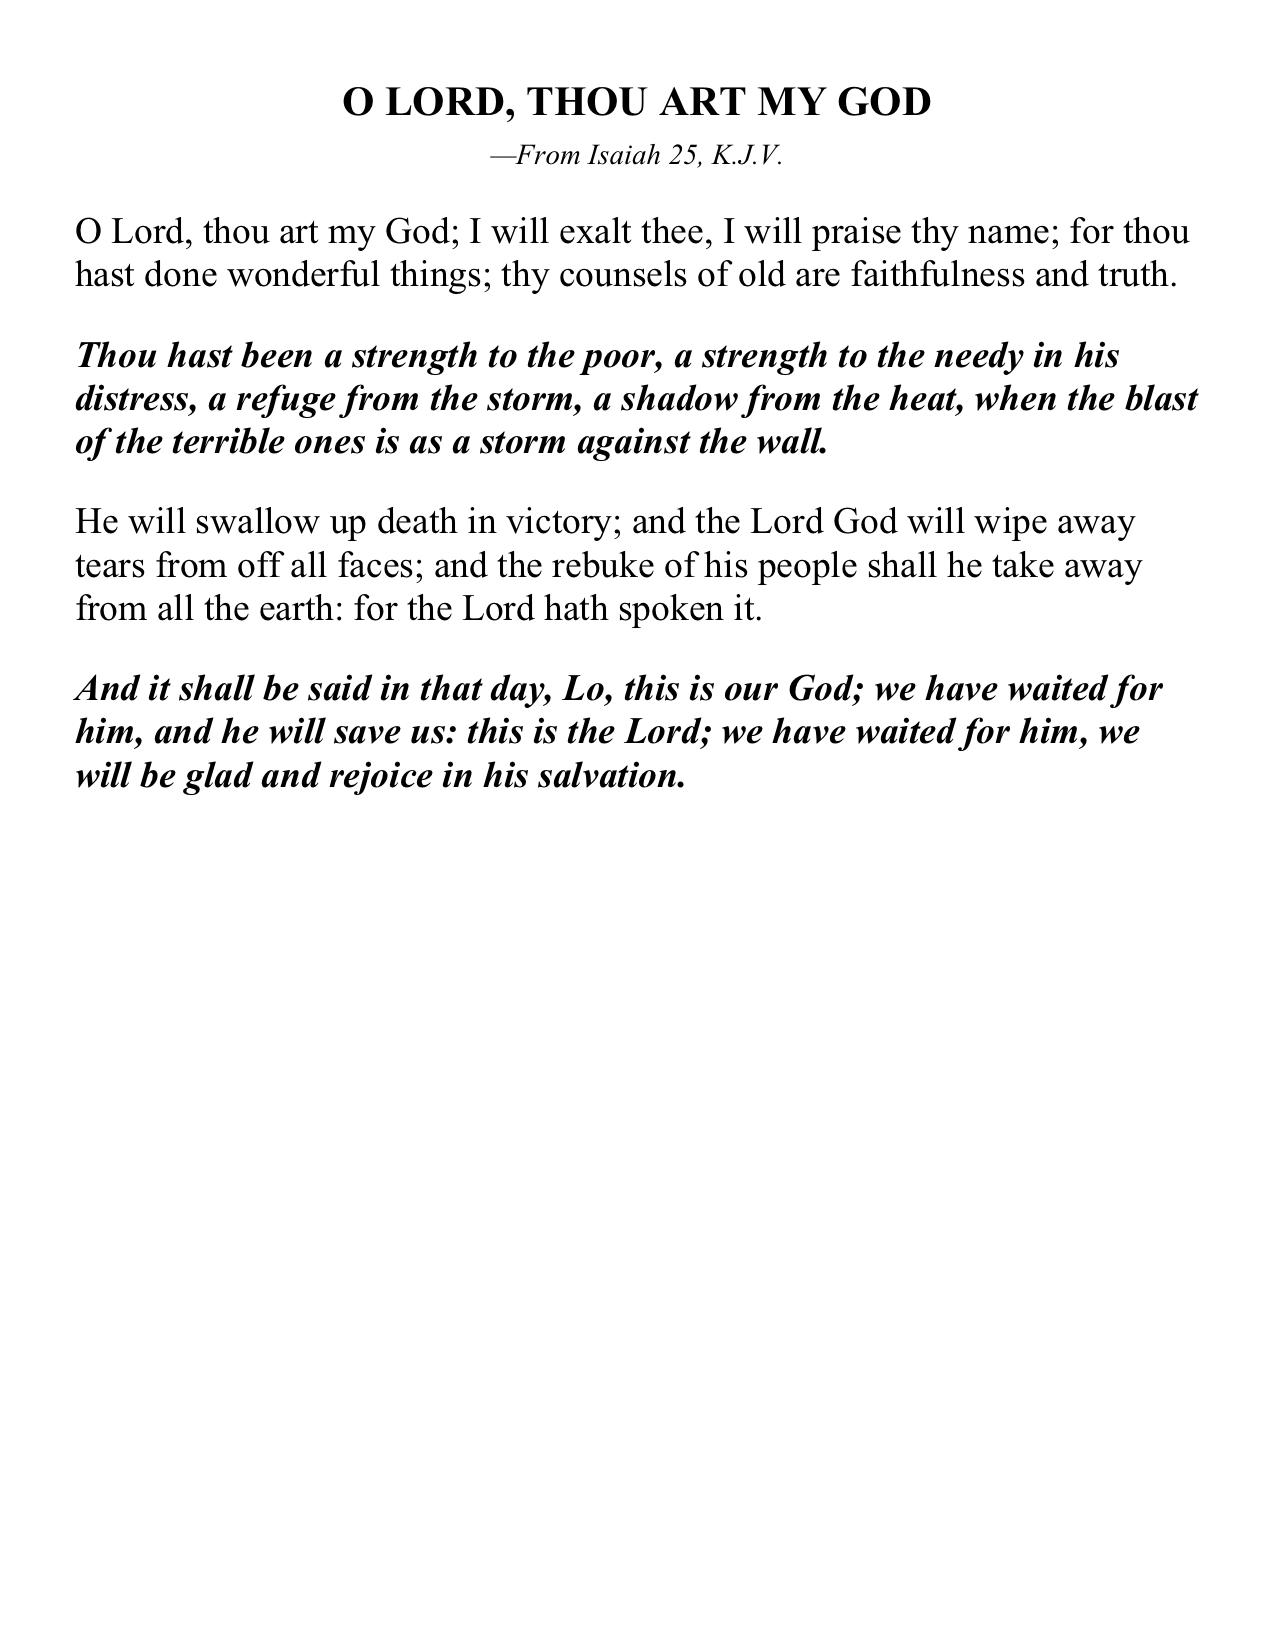 O LORD, THOU ART MY GOD
—From Isaiah 25, K.J.V.
O Lord, thou art my God; I will exalt thee, I will praise thy name; for thou
hast done wonderful things; thy counsels of old are faithfulness and truth.
Thou hast been a strength to the poor, a strength to the needy in his
distress, a refuge from the storm, a shadow from the heat, when the blast
of the terrible ones is as a storm against the wall.
He will swallow up death in victory; and the Lord God will wipe away
tears from off all faces; and the rebuke of his people shall he take away
from all the earth: for the Lord hath spoken it.
And it shall be said in that day, Lo, this is our God; we have waited for
him, and he will save us: this is the Lord; we have waited for him, we
will be glad and rejoice in his salvation.